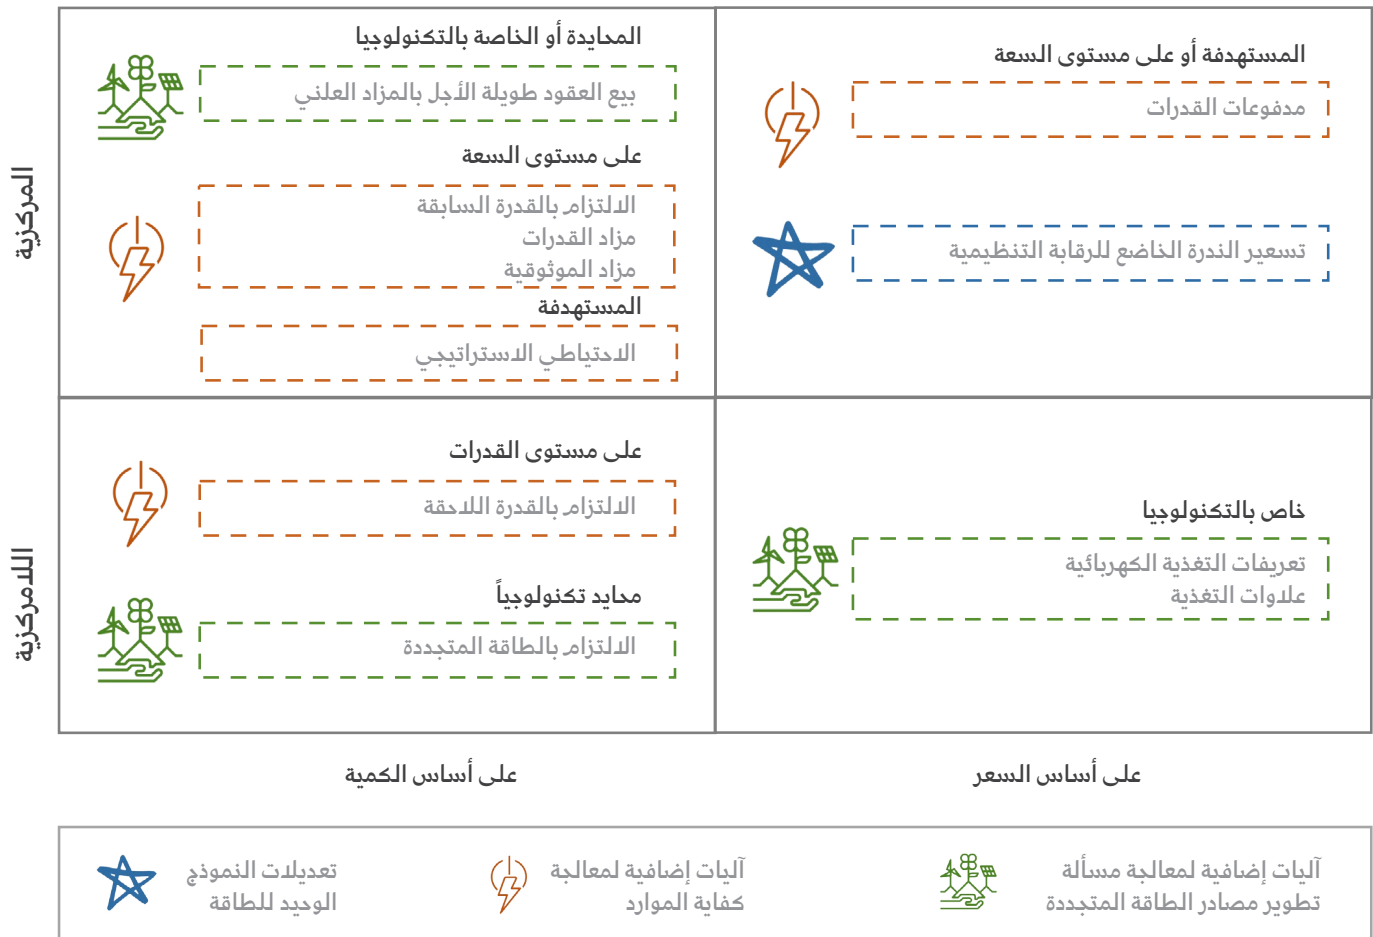 المركزية
المستهدفة أو على مستوى السعة
مدفوعات القدرات
تسعير الندرة الخاضع للرقابة التنظيمية
المحايدة أو الخاصة بالتكنولوجيا
بيع العقود طويلة الأجل بالمزاد العلني
على مستوى السعة
الالتزام بالقدرة السابقة
مزاد القدرات
مزاد الموثوقية
المستهدفة
الاحتياطي الاستراتيجي
اللامركزية
خاص بالتكنولوجيا
تعريفات التغذية الكهربائية
علاوات التغذية
على مستوى القدرات
الالتزام بالقدرة اللاحقة
محايد تكنولوجياً
الالتزام بالطاقة المتجددة
على أساس السعر
على أساس الكمية
آليات إضافية لمعالجة مسألة
تطوير مصادر الطاقة المتجددة
آليات إضافية لمعالجة
كفاية الموارد
تعديلات النموذج
الوحيد للطاقة